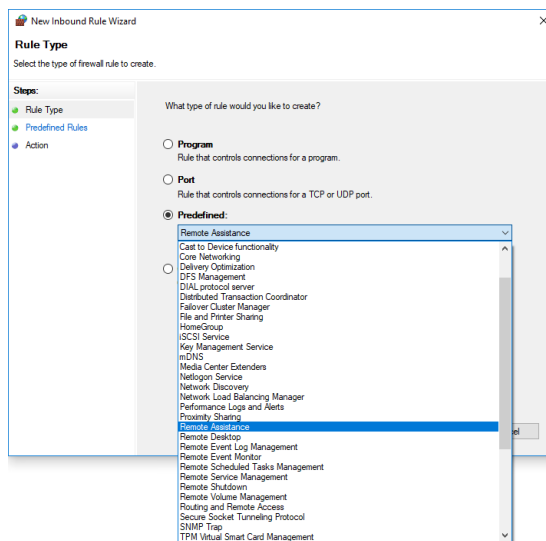 New Inbound Rule Wizard
Rule Type
Select the type of firewall rule to create.
Steps:
Rule Type
Predefined Rules
Action
What type of rule would you like to create?
Program
Rule that controls connections for a program.
Port
Rule that controls connections for a TCP or UDP port.
Predefined:
Remote Assistance
Cast to Device functionality
Core Networking
Delivery Optimization
DFS Management
DIAL protocol server
Distributed Transaction Coordinator
Failover Cluster Manager
File and Printer Sharing
HomeGroup
iSCSI Service
Key Management Service
mDNS
Media Center Extenders
Netlogon Service
Network Discovery
Network Load Balancing Manager
Performance Logs and Alerts
Proximity Sharing
Remote Assistance
Remote Desktop
Remote Event Log Management
Remote Event Monitor
Remote Scheduled Tasks Management
Remote Service Management
Remote Shutdown
Remote Volume Management
Routing and Remote Access
Secure Socket Tunneling Protocol
SNMP Trap
TPM Virtual Smart Card Management